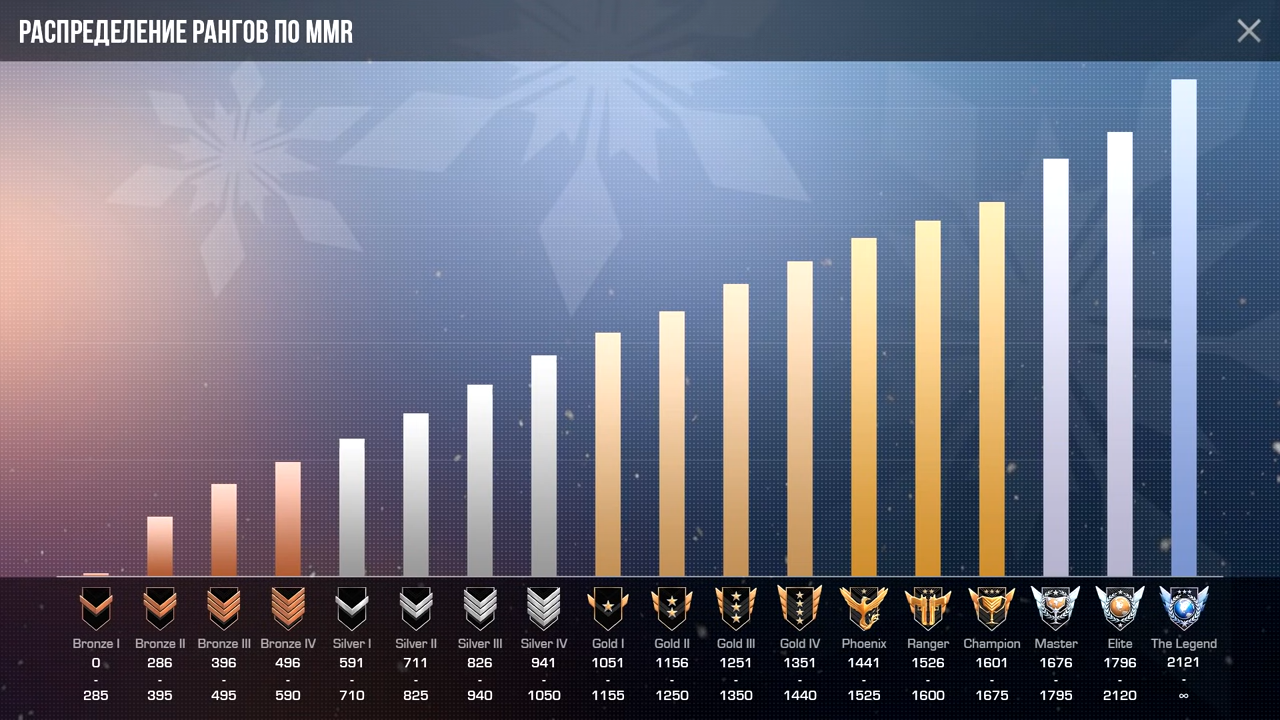 РАСПРЕДЕЛЕНИЕ РАНГОВ ПО MMR
Bronze I Bronze II Bronze III Bronze IV Silver I Silver II Silver III Silver IV Gold I Gold II Gold III Gold IV Phoenix Ranger Champion Master Elite The Legend
0 286 396 496 591 711 826 941 1051 1156 1251 1351 1441 1526 1601 1676 1796 2121
- - - - - - - - - - - - - - - - - -
285 395 495 590 710 825 940 1050 1155 1250 1350 1440 1525 1600 1675 1795 2120 ∞